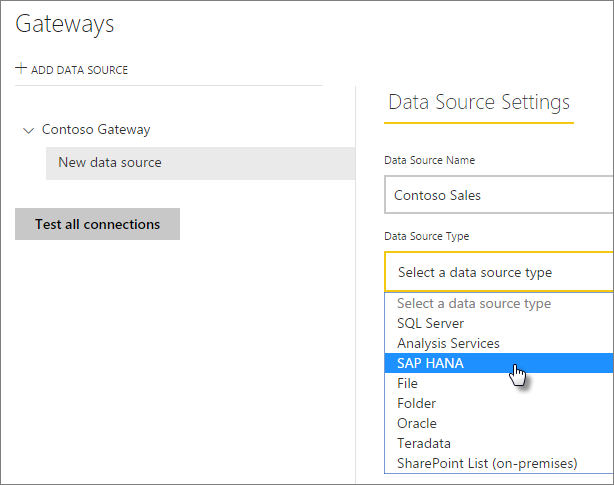 Gateways
+ ADD DATA SOURCE
Contoso Gateway
New data source
Test all connections
Data Source Settings
Data Source Name
Contoso Sales
Data Source Type
Select a data source type
Select a data source type
SQL Server
Analysis Services
SAP HANA
File
Folder
Oracle
Teradata
SharePoint List (on-premises)